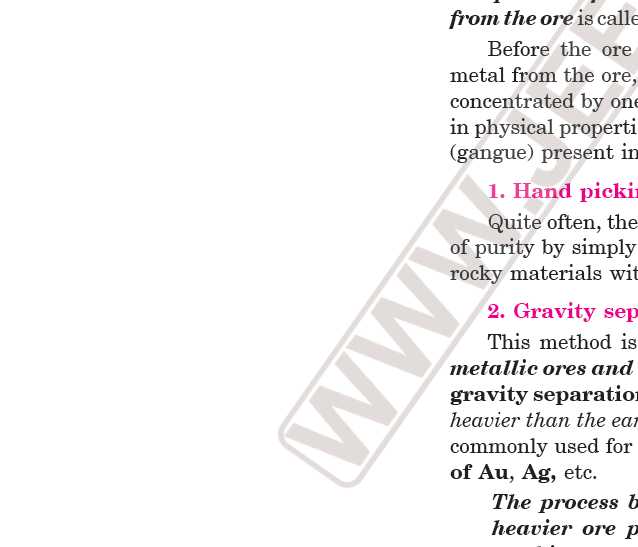 from the ore is calle
Before the ore
metal from the ore,
concentrated by one
in physical properti
(gangue) present in
1. Hand pickin
Quite often, the
of purity by simply
rocky materials wit
2. Gravity sep
This method is
metallic ores and
gravity separation
heavier than the ear
commonly used for
of Au, Ag, etc.
The process b
heavier ore p
WWW.JEE